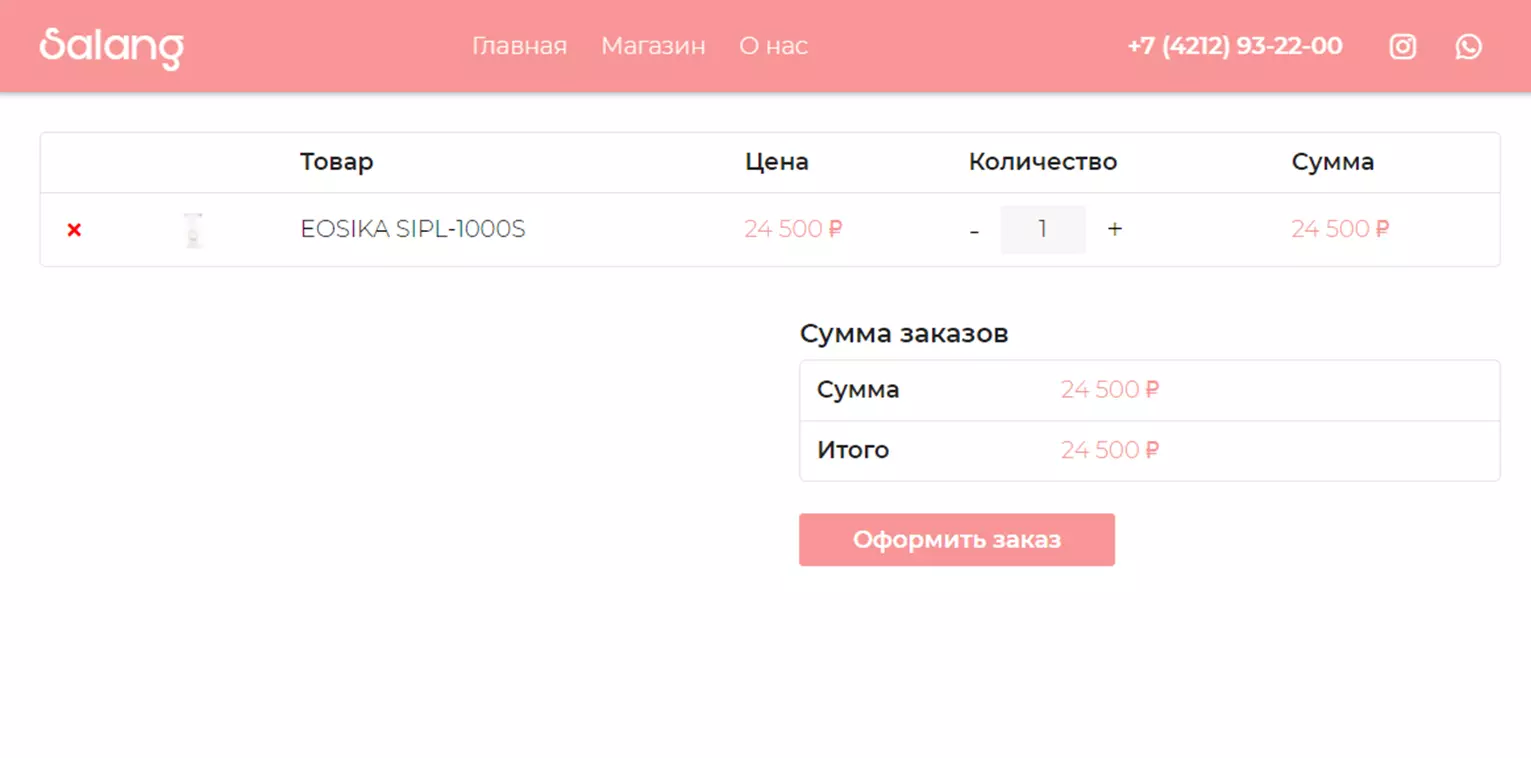 Salang Главная Магазин О нас +7 (4212) 93-22-00
Товар Цена Количество Сумма
× EOSIKA SIPL-1000S 24 500 ₽ - 1 + 24 500 ₽
Сумма заказов
Сумма 24 500 ₽
Итого 24 500 ₽
Оформить заказ